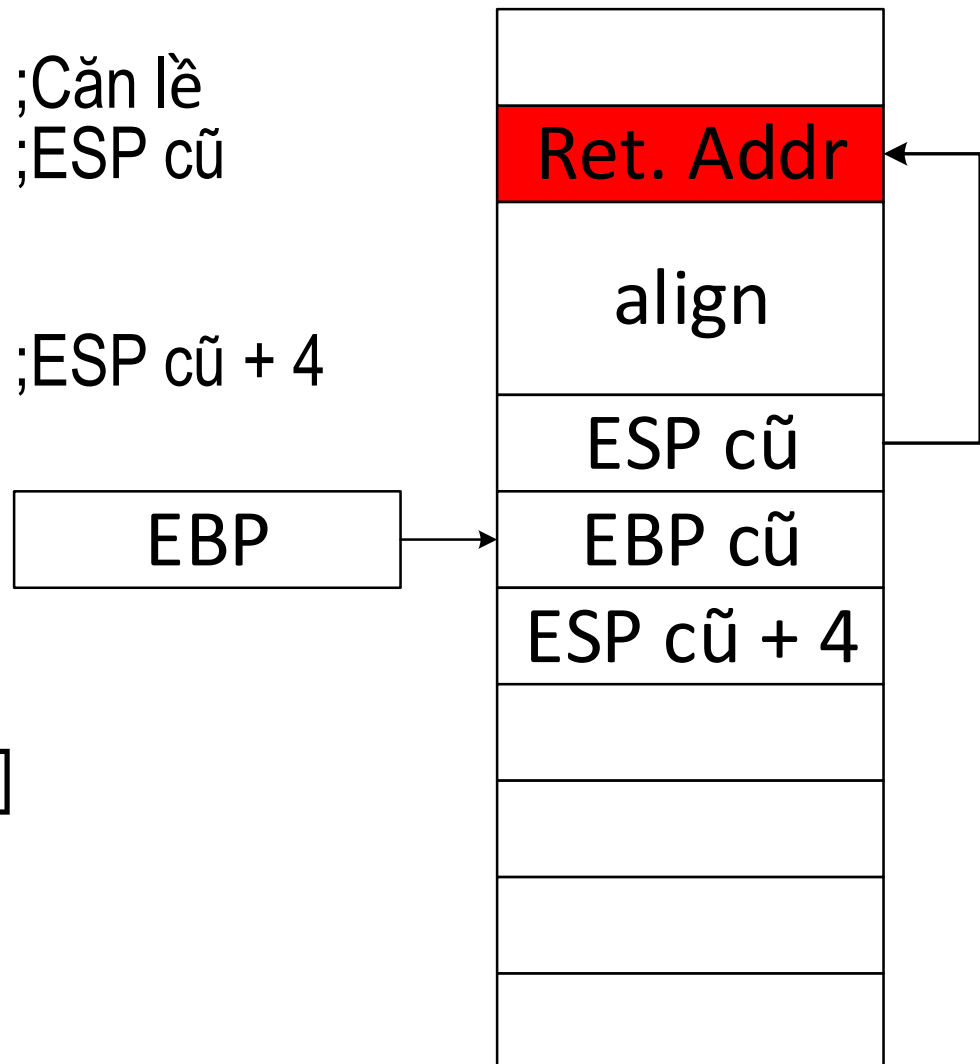 ;Căn lề
;ESP cũ
Ret. Addr
align
;ESP cũ + 4
ESP cũ
EBP
EBP cũ
ESP cũ + 4
]